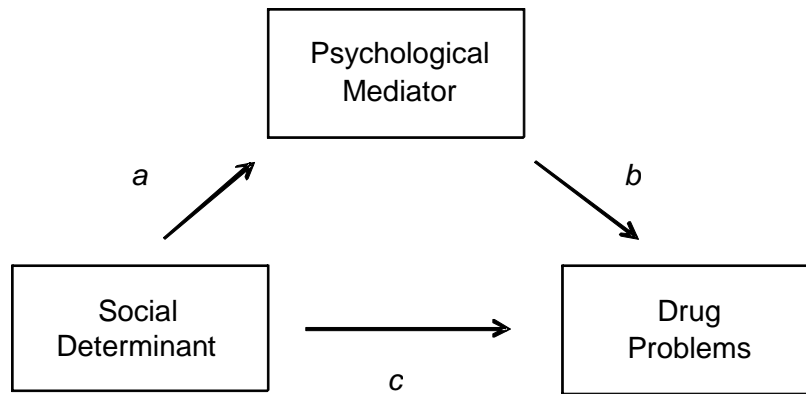 Psychological
Mediator
a
b
Social
Determinant
Drug
Problems
c